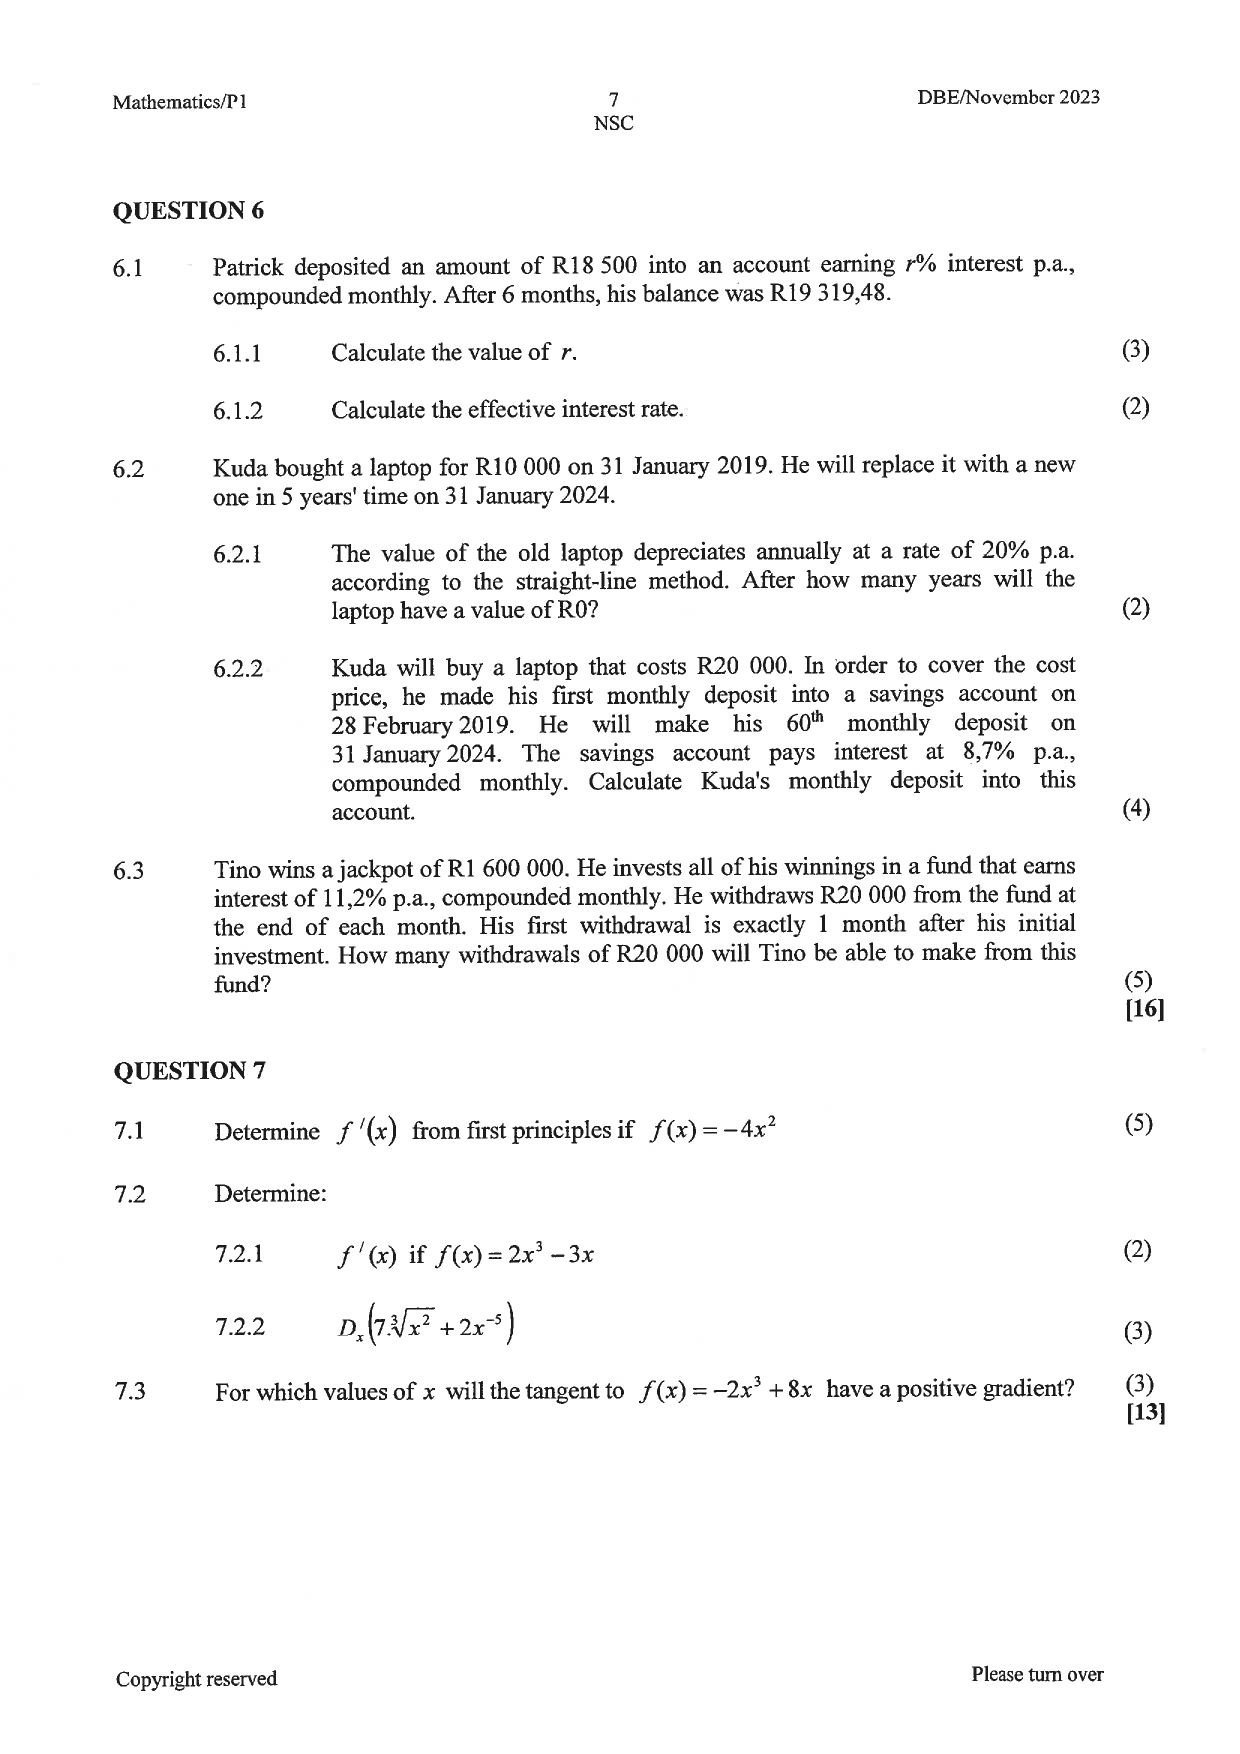 Mathematics/P1
7
DBE/November 2023
NSC
QUESTION 6
6.1 Patrick deposited an amount of R18 500 into an account earning r% interest p.a.,
compounded monthly. After 6 months, his balance was R19 319,48.
6.1.1 Calculate the value of r. (3)
6.1.2 Calculate the effective interest rate. (2)
6.2 Kuda bought a laptop for R10 000 on 31 January 2019. He will replace it with a new
one in 5 years' time on 31 January 2024.
6.2.1 The value of the old laptop depreciates annually at a rate of 20% p.a.
according to the straight-line method. After how many years will the
laptop have a value of R0? (2)
6.2.2 Kuda will buy a laptop that costs R20 000. In order to cover the cost
price, he made his first monthly deposit into a savings account on
28 February 2019. He will make his 60th monthly deposit on
31 January 2024. The savings account pays interest at 8,7% p.a.,
compounded monthly. Calculate Kuda's monthly deposit into this
account. (4)
6.3 Tino wins a jackpot of R1 600 000. He invests all of his winnings in a fund that earns
interest of 11,2% p.a., compounded monthly. He withdraws R20 000 from the fund at
the end of each month. His first withdrawal is exactly 1 month after his initial
investment. How many withdrawals of R20 000 will Tino be able to make from this
fund? (5)
[16]
QUESTION 7
7.1 Determine f ′(x) from first principles if f(x) = −4x² (5)
7.2 Determine:
7.2.1 f ′(x) if f(x) = 2x³ − 3x (2)
7.2.2 Dₓ(7∛x² + 2x⁻⁵) (3)
7.3 For which values of x will the tangent to f(x) = −2x³ + 8x have a positive gradient? (3)
[13]
Copyright reserved
Please turn over